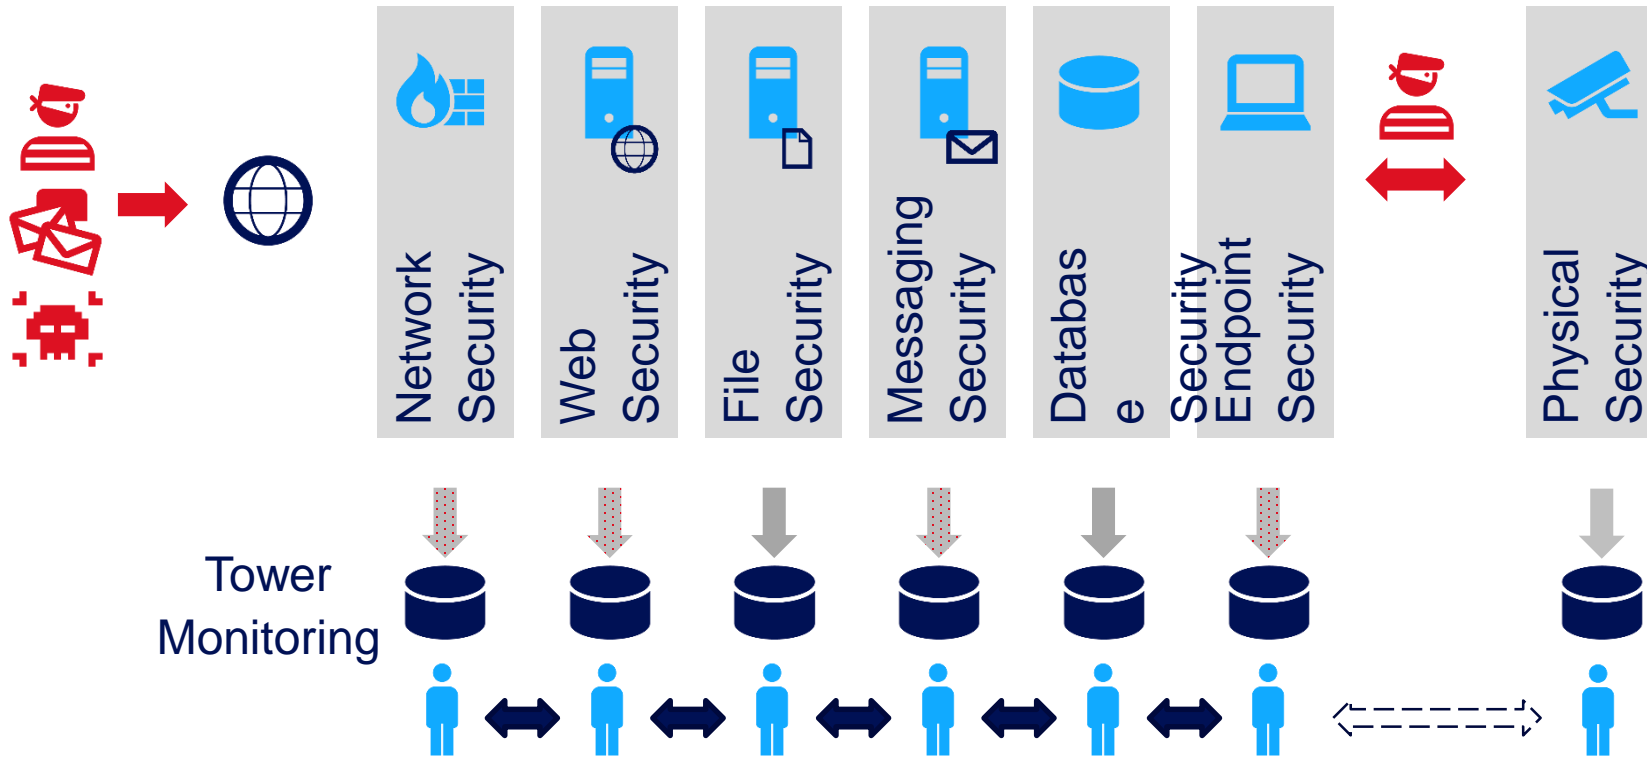 Network
Security
Web
Security
File
Security
Messaging
Security
Databas
e
Security
Endpoint
Security
Physical
Security
Tower
Monitoring